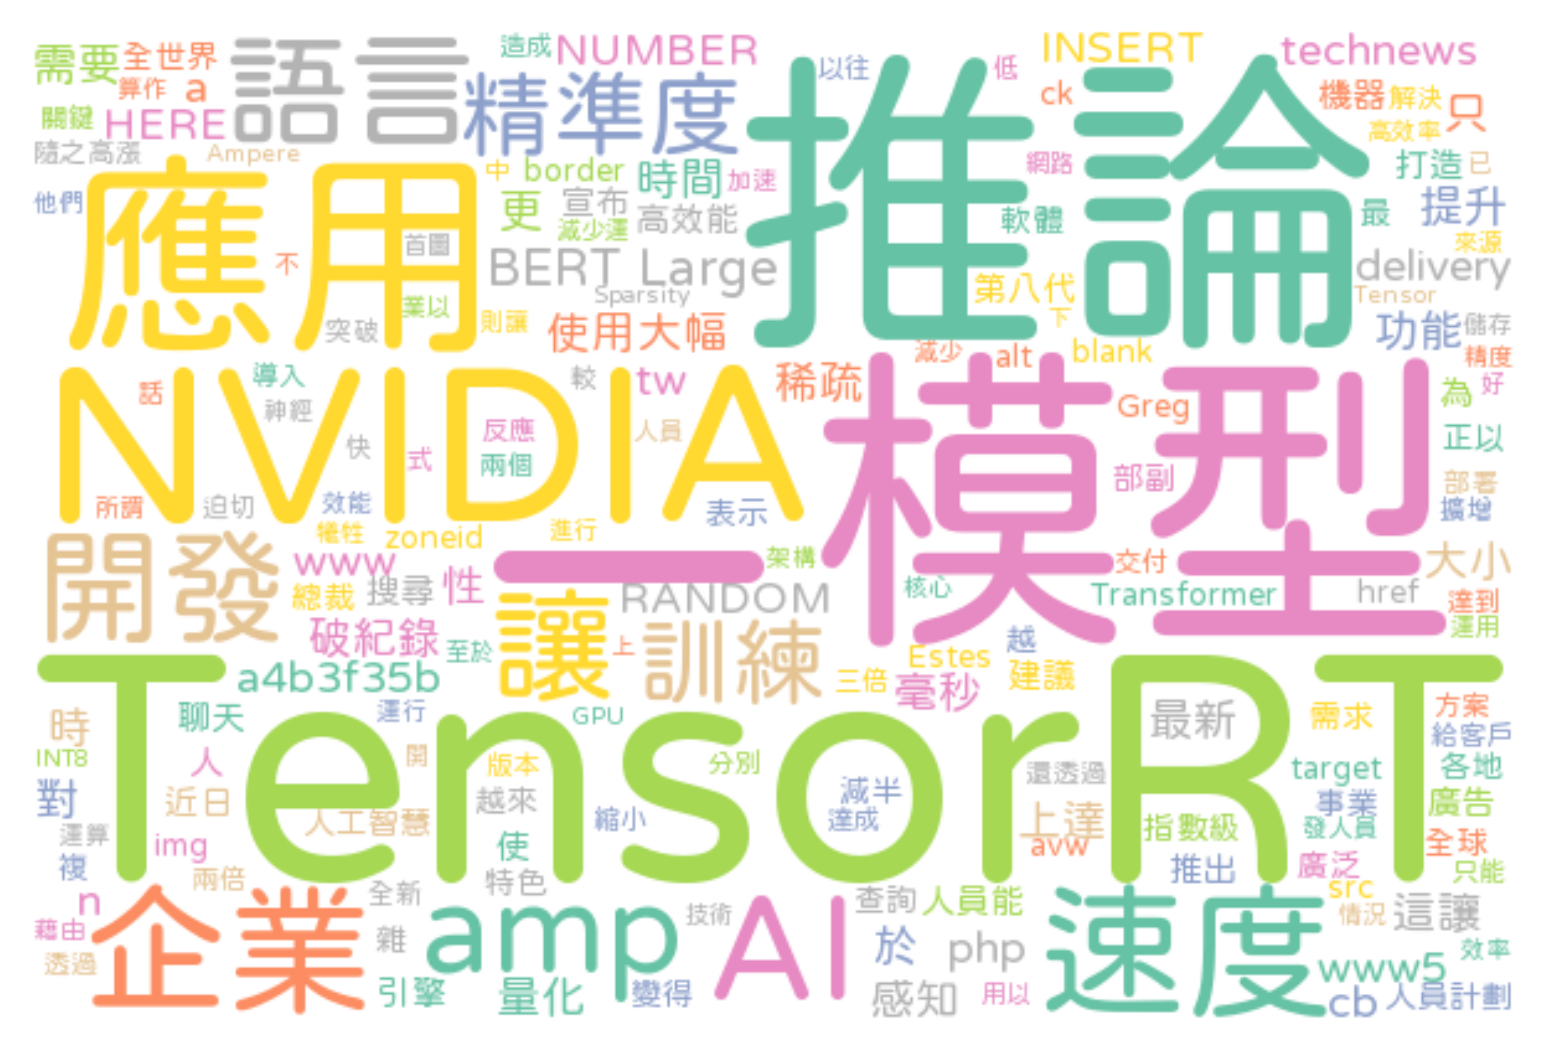 需要 全世界 語言 造成 NUMBER 以往 低 INSERT technews
算作 a 精準度 推論 ck 機器 解決 只
關鍵 HERE 高效率
隨之高漲 Ampere 中 border 時間 加速 網路 打造 已
他們 應用 更 宣布 高效能 軟體 最 提升
減少運 首圖 來源
不 BERT Large 第八代 delivery
業以 Sparsity Tensor
突破 則讓 使用大幅 下 功能 儲存
減少 alt blank 精度
NVIDIA 話 導入 較 tw 稀疏 模型 Greg 為 好
神經 快 式 反應 人員 正以
兩個 部副 部署
所謂 迫切 效能 表示 擴增
犧牲 zoneid 進行
開發 www 一 架構 交付 大小
總裁 搜尋 性 讓 RANDOM 核心 Transformer href 達到
破紀錄 至於 上 訓練 越 運用
a4b3f35b 三倍 Estes 毫秒 建議
TensorRT 時 聊天 運行 GPU 最新 需求 方案
給客戶
INT8 人 開 版本 分別 還透過 target 各地
對 近日 人工智慧 越來 縮小 減半 達成 上達 指數級 事業 廣告
運算 img 使 avw 發人員 全球
複 兩倍 特色 推出 廣泛 只能
n 企業 全新 amp 技術 AI 查詢 人員能 速度 src 情況 這讓
藉由 雜 於 php 效率
透過 引擎 量化 變得 感知 用以 www5
cb 人員計劃